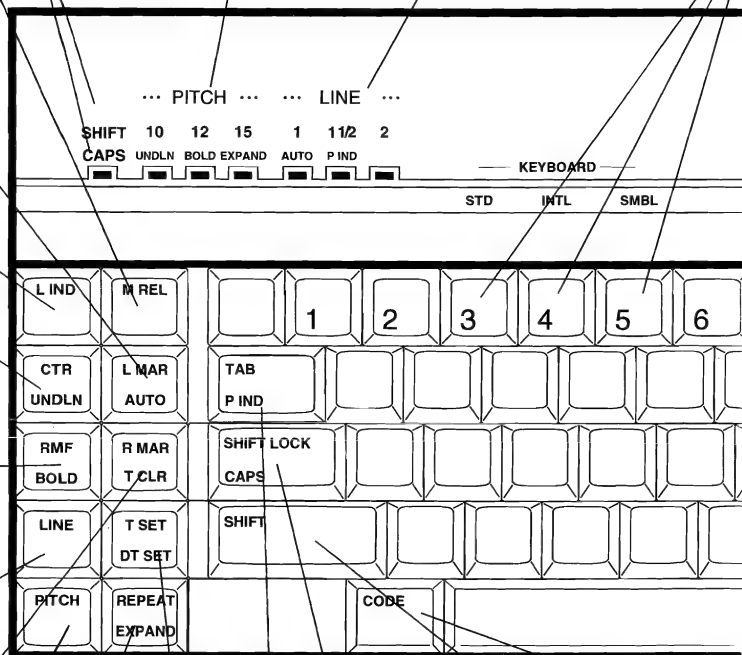 ··· PITCH ··· ··· LINE ···
SHIFT 10 12 15 1 11/2 2
CAPS UNDLN BOLD EXPAND AUTO P IND
KEYBOARD
STD INTL SMBL
L IND M REL
1 2 3 4 5 6
CTR L MAR TAB
UNDLN AUTO P IND
RMF R MAR SHIFT LOCK
BOLD T CLR CAPS
LINE T SET SHIFT
DT SET
PITCH REPEAT CODE
EXPAND